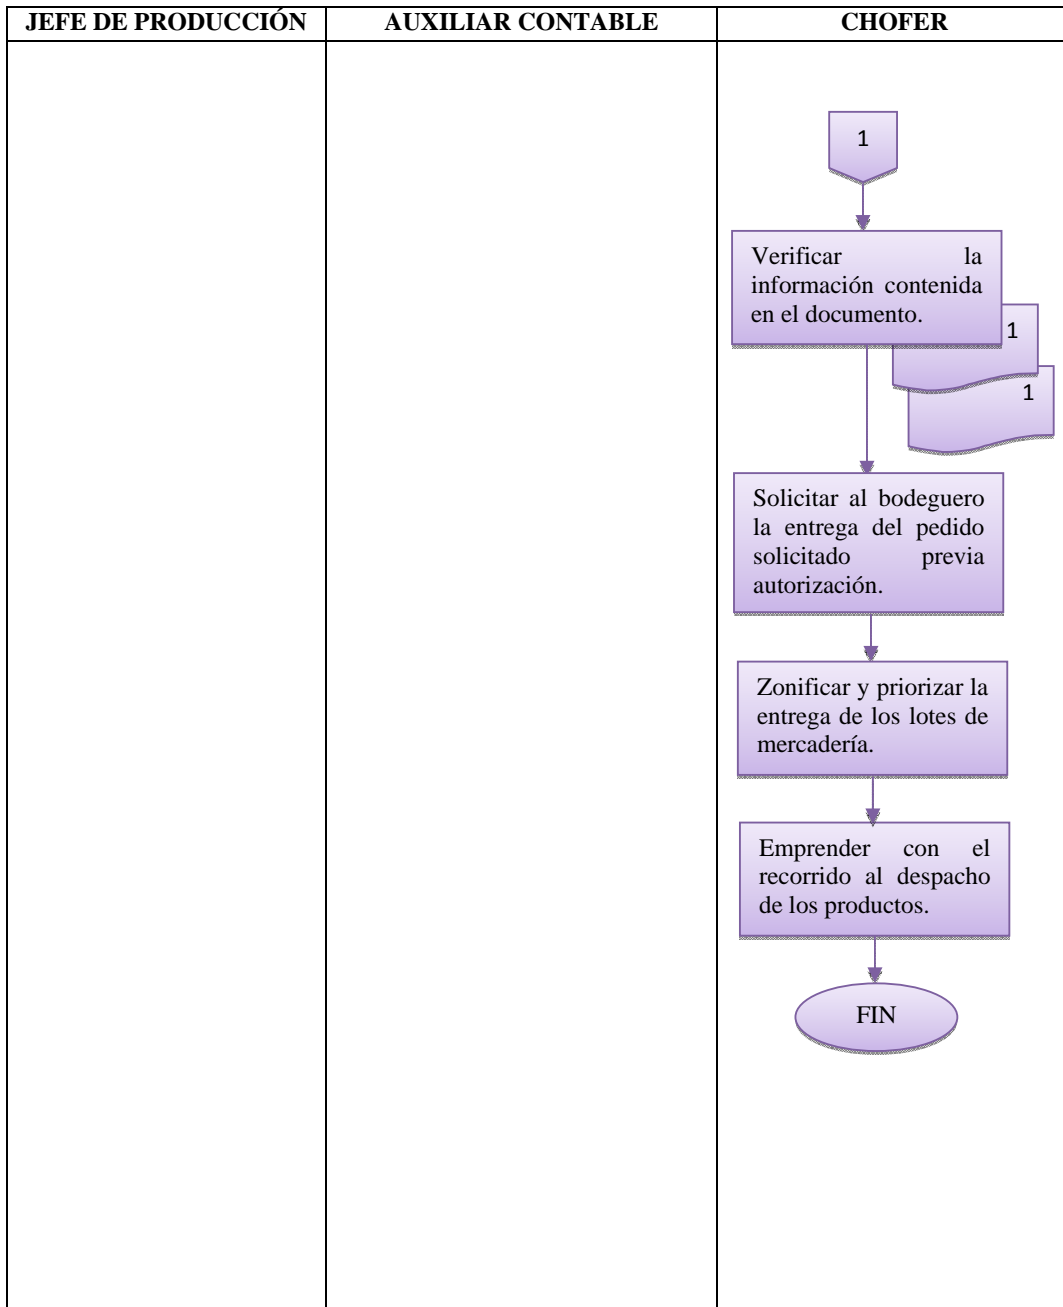 JEFE DE PRODUCCIÓN
AUXILIAR CONTABLE
CHOFER
1
Verificar la
información contenida
en el documento.
1
1
Solicitar al bodeguero
la entrega del pedido
solicitado previa
autorización.
Zonificar y priorizar la
entrega de los lotes de
mercadería.
Emprender con el
recorrido al despacho
de los productos.
FIN